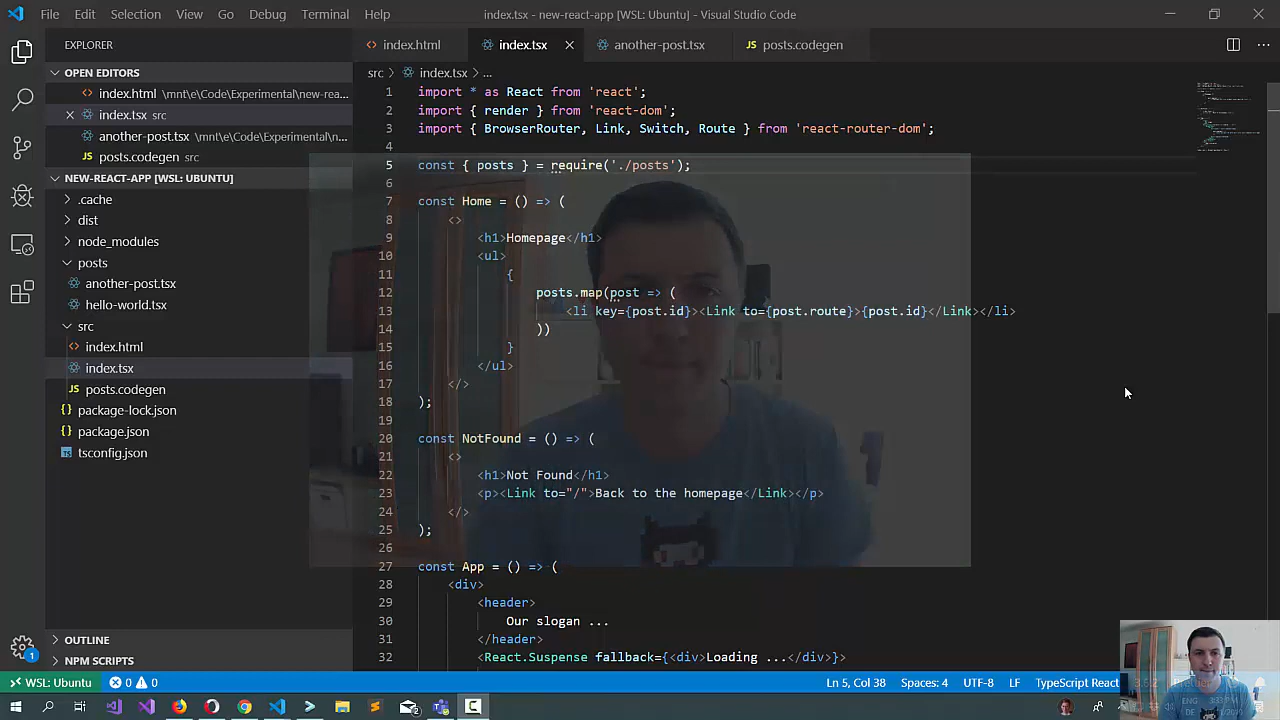 File Edit Selection View Go Debug Terminal Help
index.tsx - new-react-app [WSL: Ubuntu] - Visual Studio Code
EXPLORER
OPEN EDITORS
index.html \mnt\e\Code\Experimental\new-rea...
index.tsx src
another-post.tsx \mnt\e\Code\Experimental\n...
posts.codegen src
NEW-REACT-APP [WSL: UBUNTU]
.cache
dist
node_modules
posts
another-post.tsx
hello-world.tsx
src
index.html
index.tsx
posts.codegen
package-lock.json
package.json
tsconfig.json
OUTLINE
NPM SCRIPTS
index.html index.tsx another-post.tsx JS posts.codegen
src > index.tsx > ...
1 import * as React from 'react';
2 import { render } from 'react-dom';
3 import { BrowserRouter, Link, Switch, Route } from 'react-router-dom';
4
5 const { posts } = require('./posts');
6
7 const Home = () => (
8 <>
9 <h1>Homepage</h1>
10 <ul>
11 {
12 posts.map(post => (
13 <li key={post.id}><Link to={post.route}>{post.id}</Link></li>
14 ))
15 }
16 </ul>
17 </>
18 );
19
20 const NotFound = () => (
21 <>
22 <h1>Not Found</h1>
23 <p><Link to="/">Back to the homepage</Link></p>
24 </>
25 );
26
27 const App = () => (
28 <div>
29 <header>
30 Our slogan ...
31 </header>
32 <React.Suspense fallback={<div>Loading ...</div>}>
1
WSL: Ubuntu 0 0 Ln 5, Col 38 Spaces: 4 UTF-8 LF TypeScript React